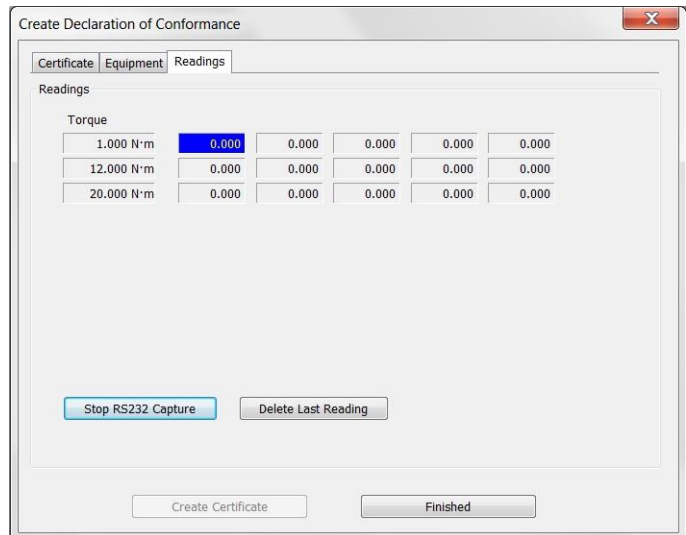 Create Declaration of Conformance
X
Certificate Equipment Readings
Readings
Torque
1.000 N·m 0.000 0.000 0.000 0.000 0.000
12.000 N·m 0.000 0.000 0.000 0.000 0.000
20.000 N·m 0.000 0.000 0.000 0.000 0.000
Stop RS232 Capture Delete Last Reading
Create Certificate Finished